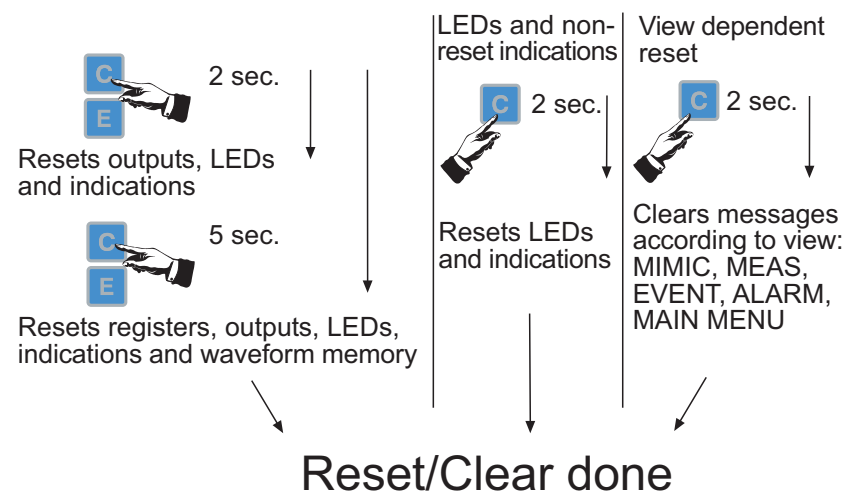 C
E
2 sec.
Resets outputs, LEDs
and indications
C
E
5 sec.
Resets registers, outputs, LEDs,
indications and waveform memory
LEDs and non-
reset indications
C
2 sec.
Resets LEDs
and indications
View dependent
reset
C
2 sec.
Clears messages
according to view:
MIMIC, MEAS,
EVENT, ALARM,
MAIN MENU
Reset/Clear done